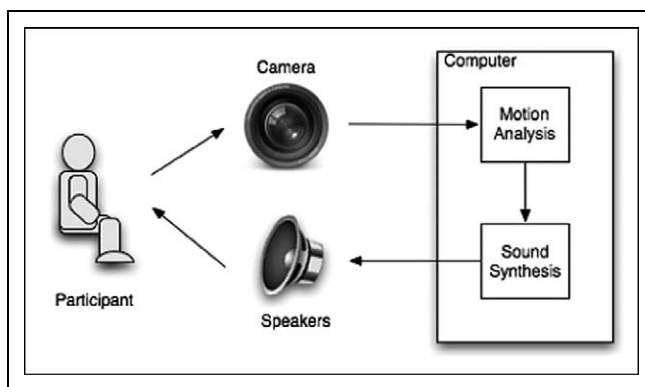 Camera
Computer
Motion
Analysis
Sound
Synthesis
Participant
Speakers